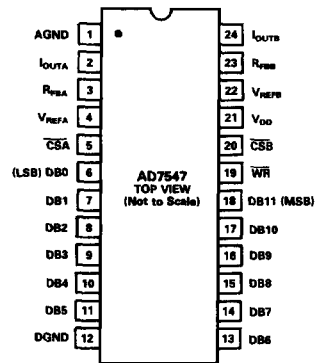 AGND 1 24 IOUTB
IOUTA 2 23 RFBB
RFBA 3 22 VREFB
VREFA 4 21 VDD
CSA 5 20 CSB
(LSB) DB0 6 19 WR
DB1 7 AD7547 18 DB11 (MSB)
TOP VIEW
(Not to Scale)
DB2 8 17 DB10
DB3 9 16 DB9
DB4 10 15 DB8
DB5 11 14 DB7
DGND 12 13 DB6